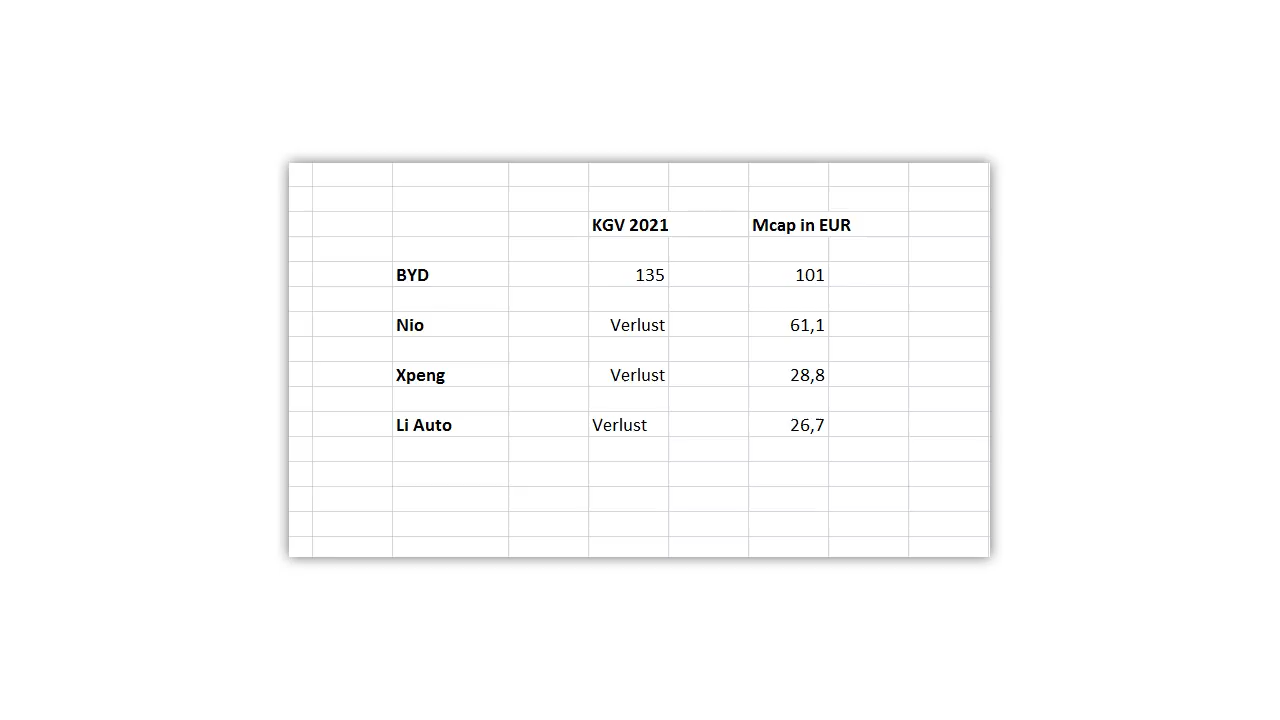 KGV 2021 Mcap in EUR
BYD 135 101
Nio Verlust 61,1
Xpeng Verlust 28,8
Li Auto Verlust 26,7